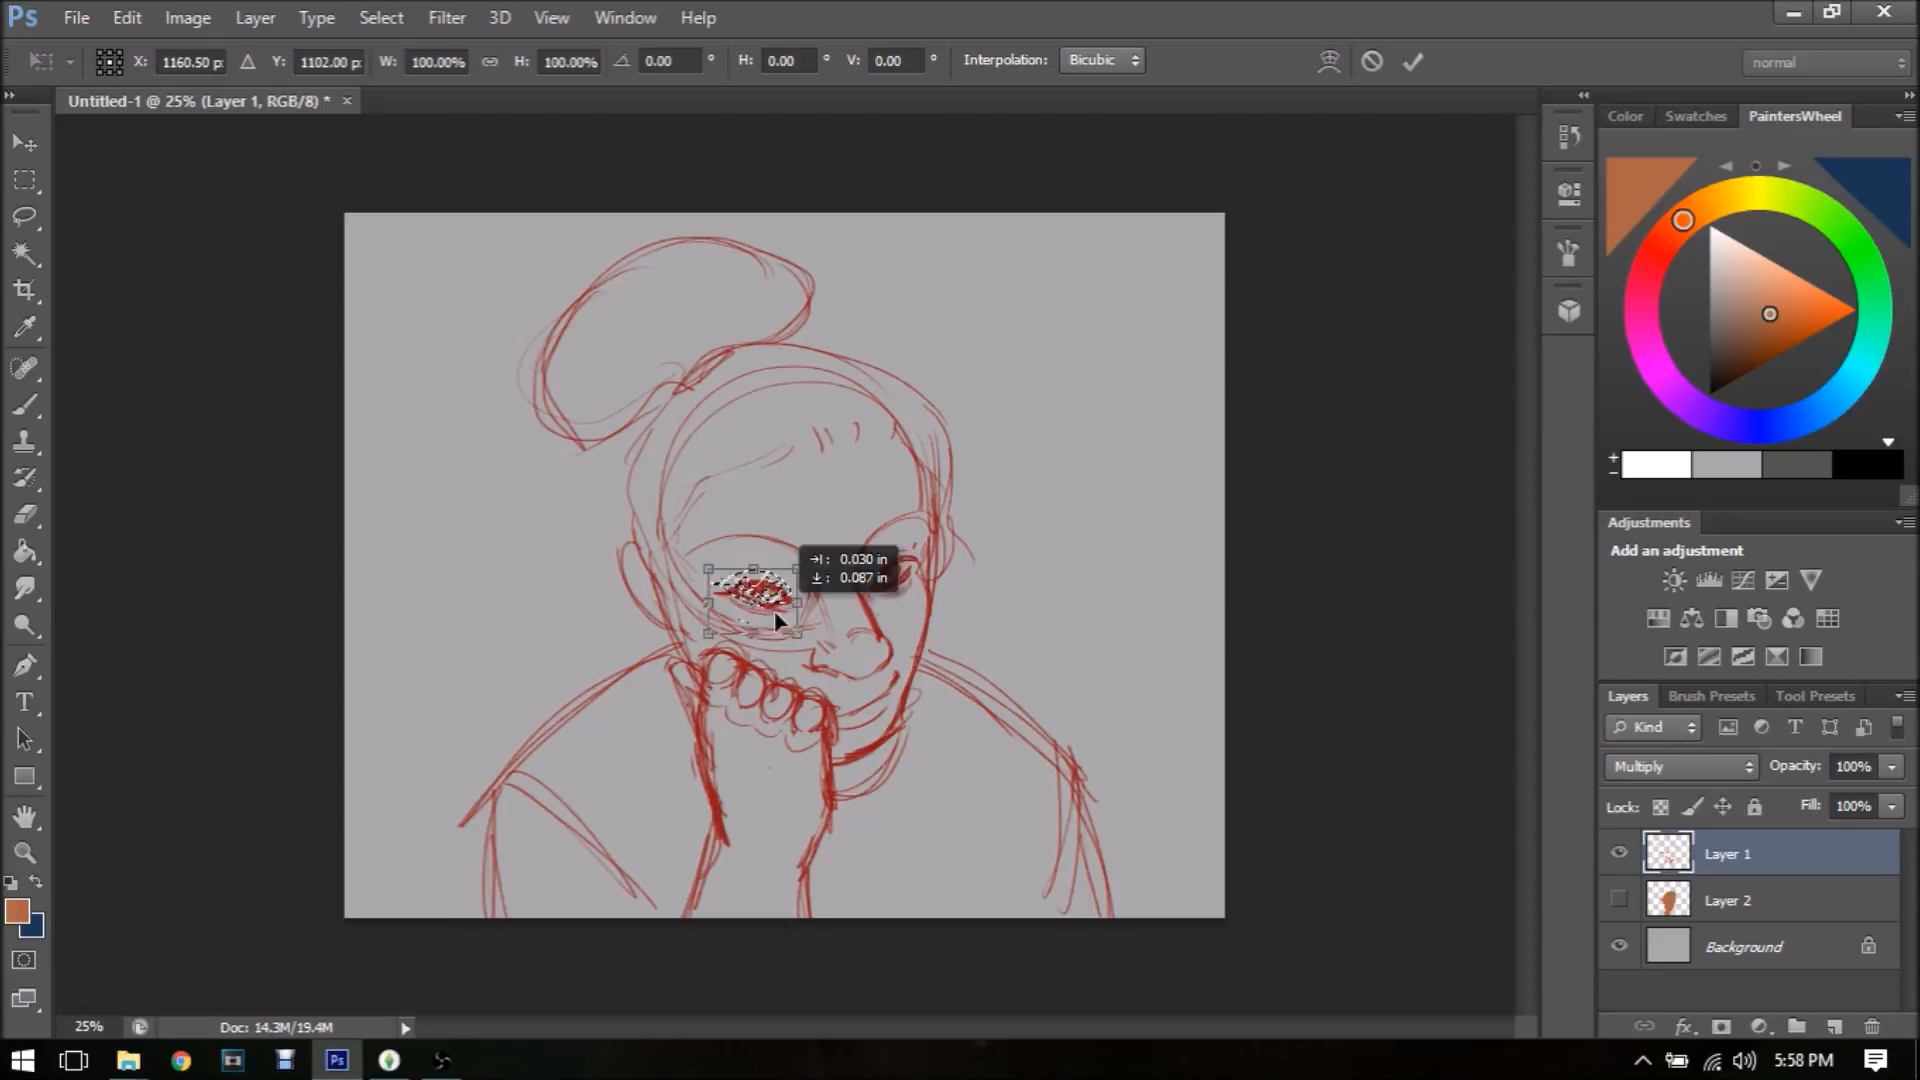 Ps File Edit Image Layer Type Select Filter 3D View Window Help
X: 1160.50 p Y: 1102.00 p W: 100.00% H: 100.00% 0.00 ° H: 0.00 ° V: 0.00 ° Interpolation: Bicubic normal
Untitled-1 @ 25% (Layer 1, RGB/8) * ×
Color Swatches PaintersWheel
Adjustments
Add an adjustment
0.030 in
0.087 in
Layers Brush Presets Tool Presets
Kind
Multiply Opacity: 100%
Lock: Fill: 100%
Layer 1
Layer 2
Background
T
fx
25% Doc: 14.3M/19.4M
Ps 5:58 PM